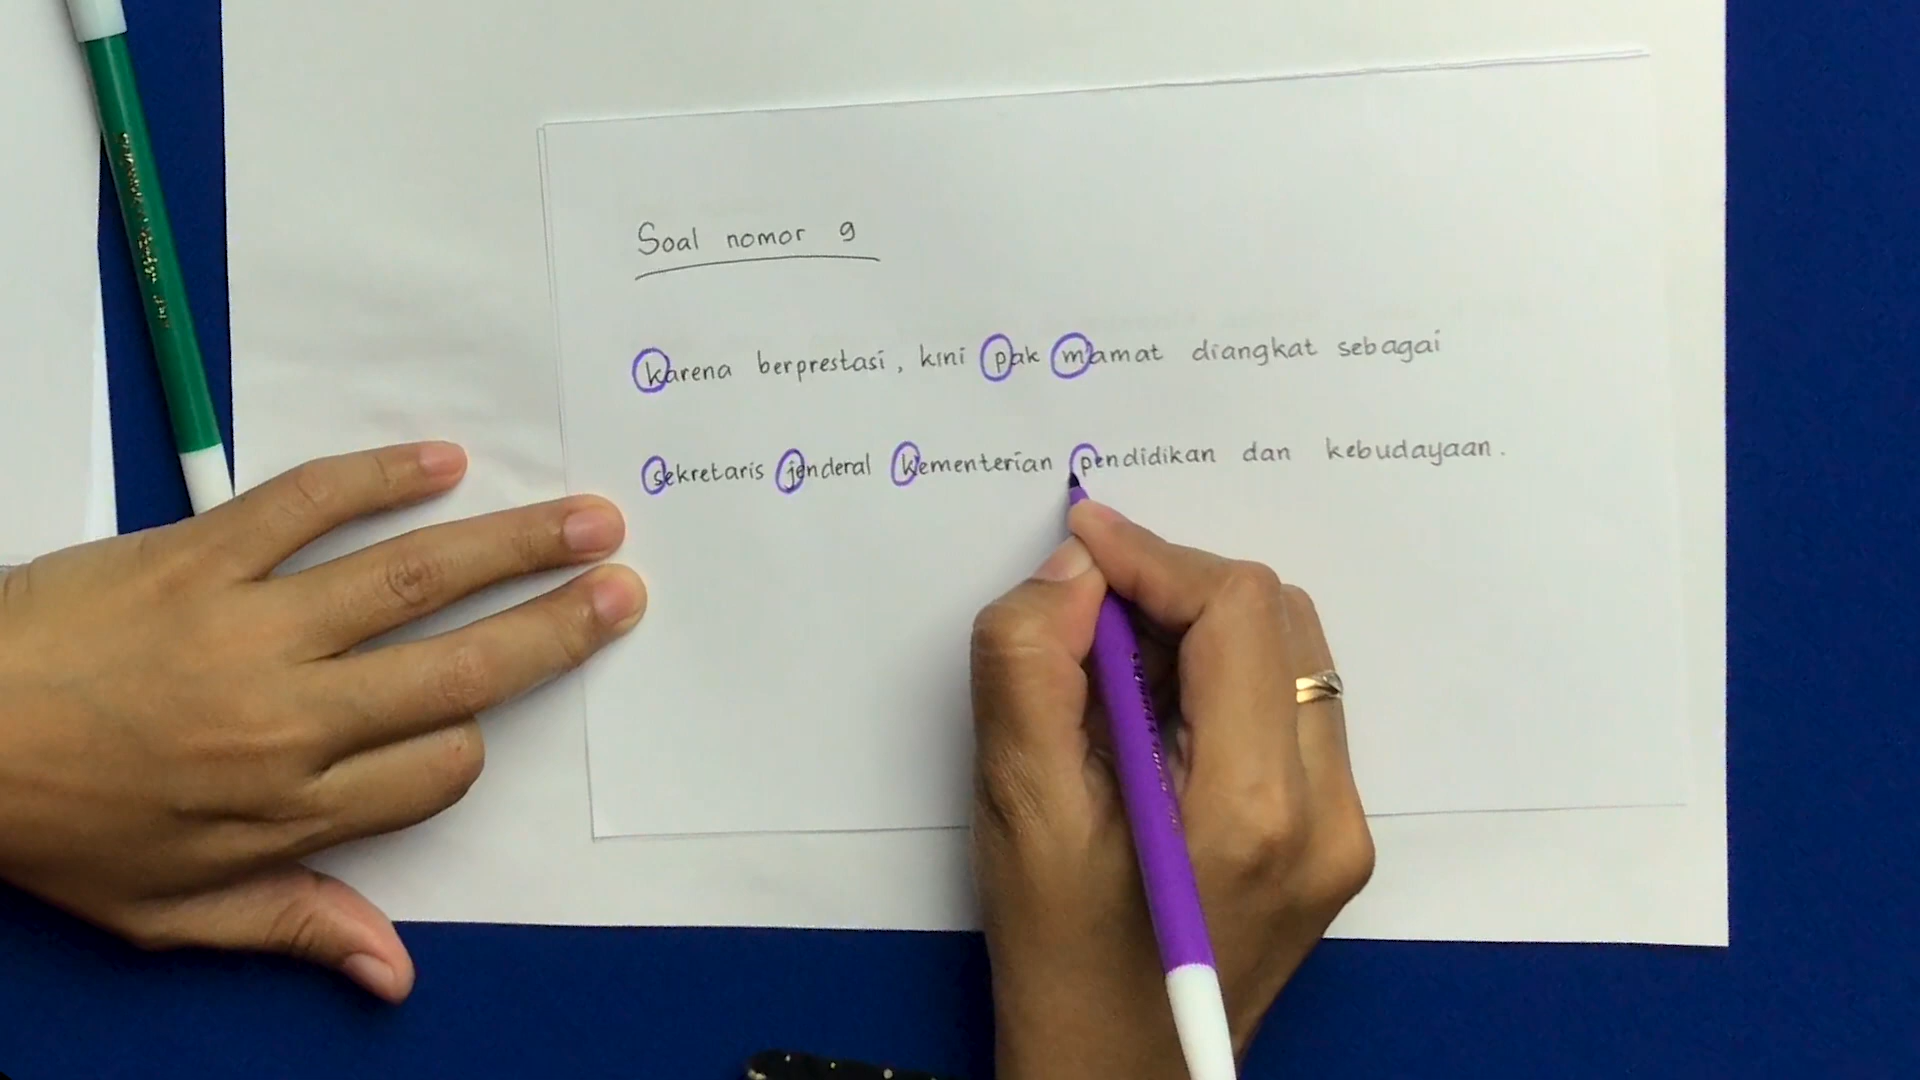 Soal nomor 9
karena berprestasi, kini pak mamat diangkat sebagai
sekretaris jenderal kementerian pendidikan dan kebudayaan.